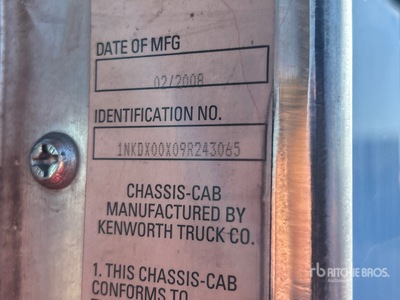 DATE OF MFG
02/2008
IDENTIFICATION NO.
1NKDX00X09R243065
CHASSIS-CAB
MANUFACTURED BY
KENWORTH TRUCK CO.
1. THIS CHASSIS-CAB
CONFORMS TO
rb RITCHIE BROS.